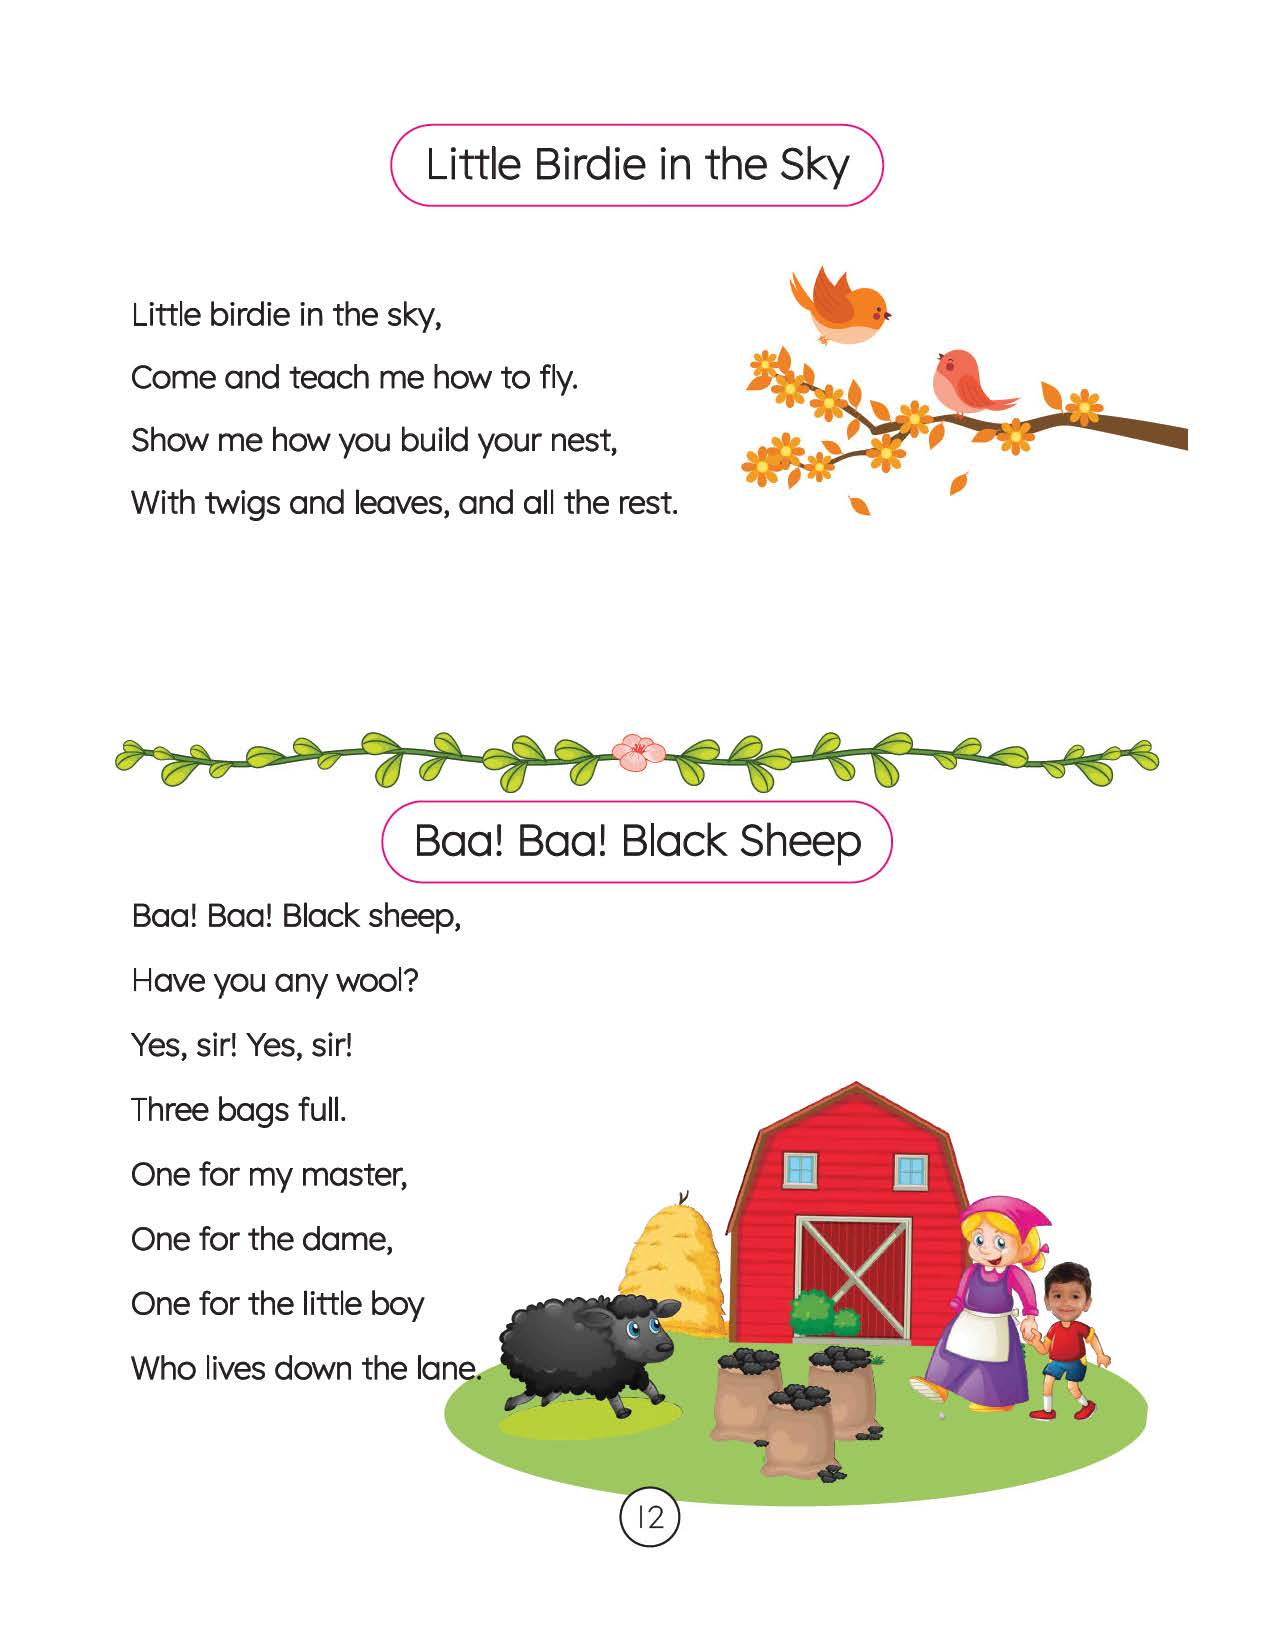 Little Birdie in the Sky
Little birdie in the sky,
Come and teach me how to fly.
Show me how you build your nest,
With twigs and leaves, and all the rest.
Baa! Baa! Black Sheep
Baa! Baa! Black sheep,
Have you any wool?
Yes, sir! Yes, sir!
Three bags full.
One for my master,
One for the dame,
One for the little boy
Who lives down the lane.
12